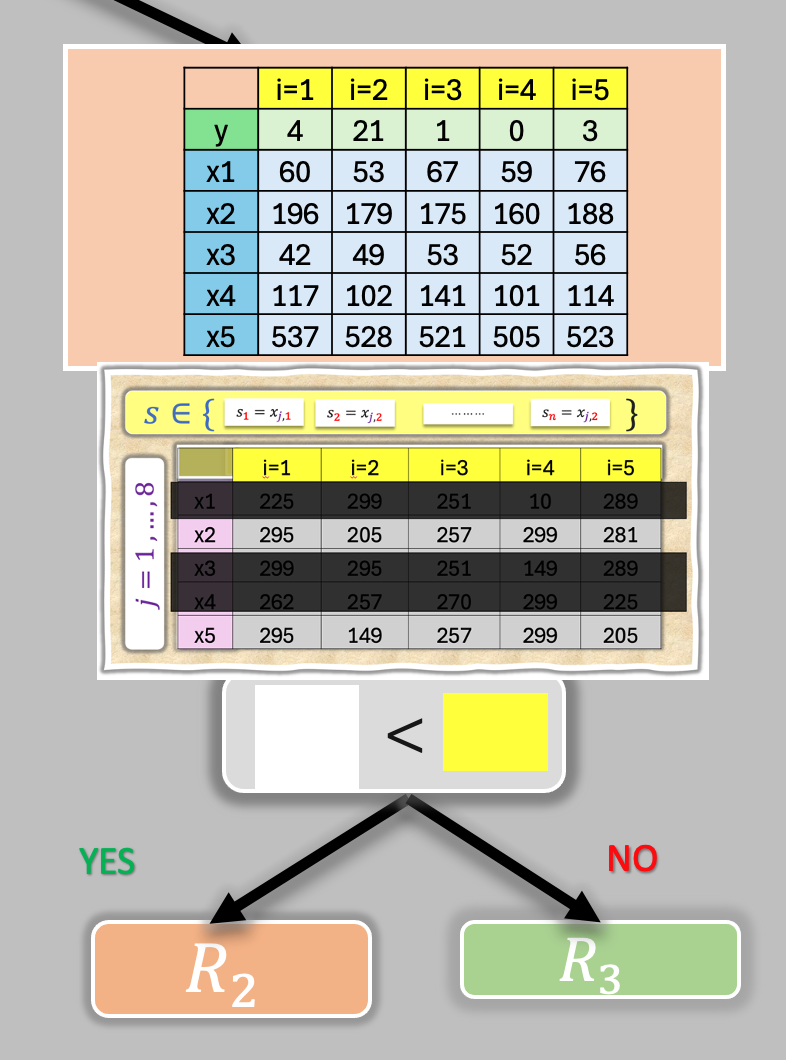 i=1 i=2 i=3 i=4 i=5
y 4 21 1 0 3
x1 60 53 67 59 76
x2 196 179 175 160 188
x3 42 49 53 52 56
x4 117 102 141 101 114
x5 537 528 521 505 523
s ∈ { s₁ = xⱼ,₁ s₂ = xⱼ,₂ ......... sₙ = xⱼ,₂ }
j = 1 , ... , 8
i=1 i=2 i=3 i=4 i=5
x1 225 299 251 10 289
x2 295 205 257 299 281
x3 299 295 251 149 289
x4 262 257 270 299 225
x5 295 149 257 299 205
<
YES NO
R₂ R₃